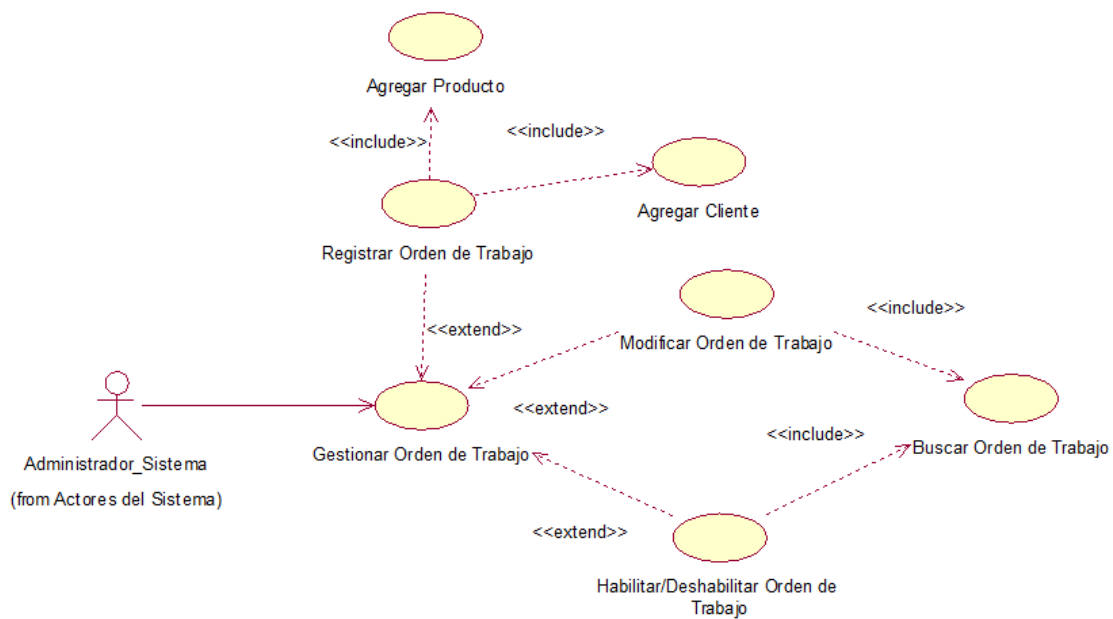 Agregar Producto
<<include>>
<<include>>
Agregar Cliente
Registrar Orden de Trabajo
<<include>>
<<extend>>
Modificar Orden de Trabajo
<<extend>>
<<include>>
Buscar Orden de Trabajo
Gestionar Orden de Trabajo
Administrador_Sistema
(from Actores del Sistema)
<<extend>>
Habilitar/Deshabilitar Orden de
Trabajo